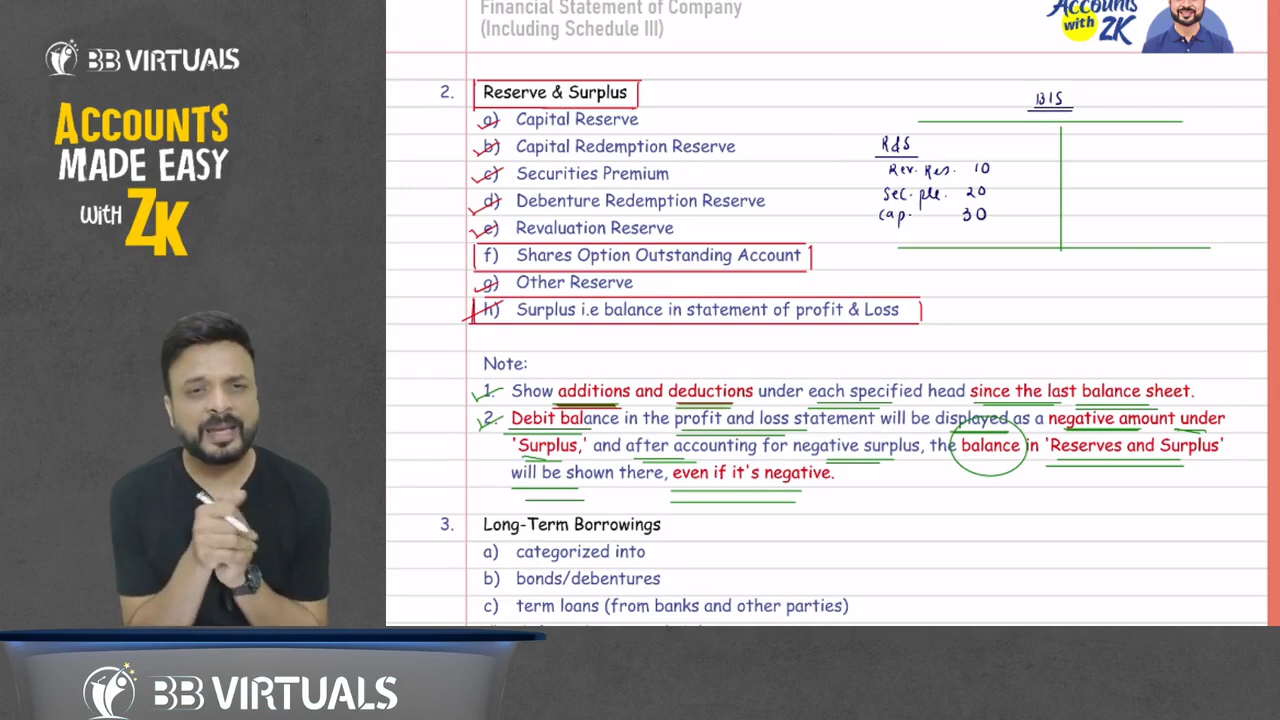 Financial Statement of Company
(Including Schedule III)
Accounts
with ZK
BB VIRTUALS
ACCOUNTS
MADE EASY
WITH ZK
2. Reserve & Surplus
a) Capital Reserve
b) Capital Redemption Reserve
c) Securities Premium
d) Debenture Redemption Reserve
e) Revaluation Reserve
f) Shares Option Outstanding Account
g) Other Reserve
h) Surplus i.e balance in statement of profit & Loss
B/S
R&S
Rev. Res. 10
Sec. pre. 20
Cap. 30
Note:
1. Show additions and deductions under each specified head since the last balance sheet.
2. Debit balance in the profit and loss statement will be displayed as a negative amount under
'Surplus,' and after accounting for negative surplus, the balance in 'Reserves and Surplus'
will be shown there, even if it's negative.
3. Long-Term Borrowings
a) categorized into
b) bonds/debentures
c) term loans (from banks and other parties)
BB VIRTUALS